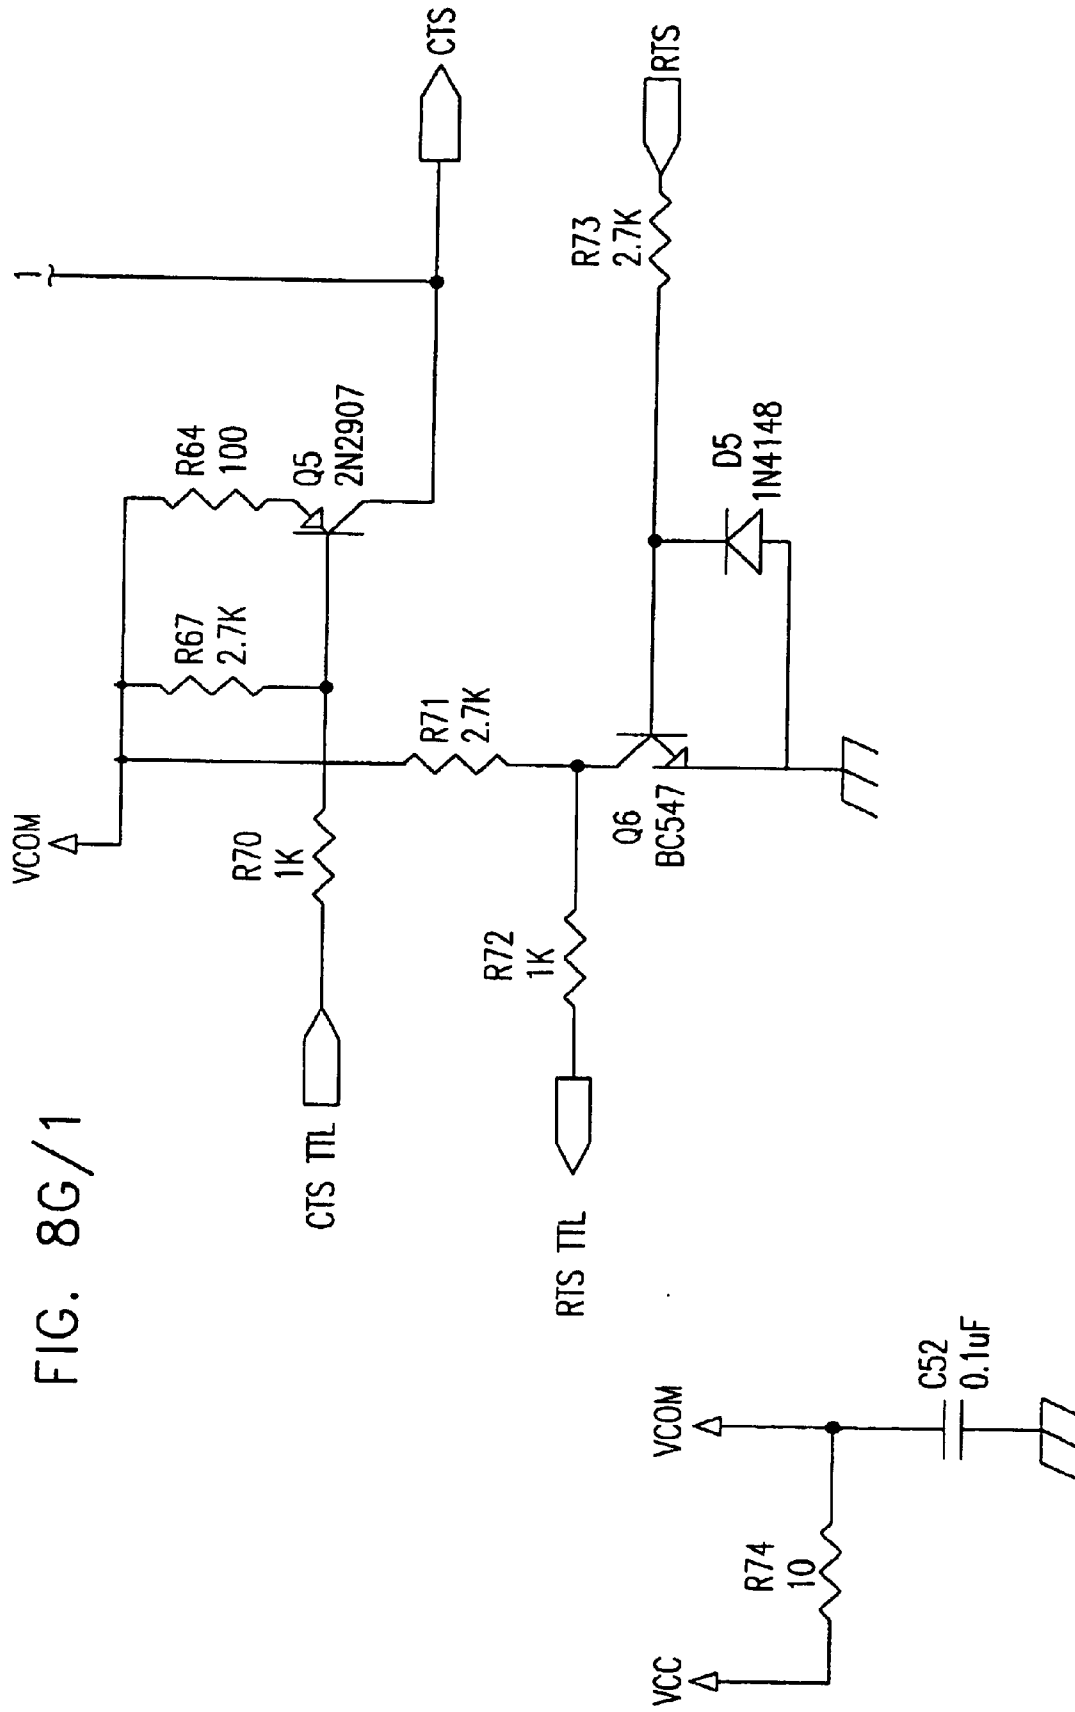 FIG. 8G/1
VCOM
1
R67
2.7K
R64
100
Q5
2N2907
CTS
CTS TTL
R70
1K
R71
2.7K
RTS TTL
R72
1K
Q6
BC547
D5
1N4148
R73
2.7K
RTS
VCC
R74
10
VCOM
C52
0.1uF